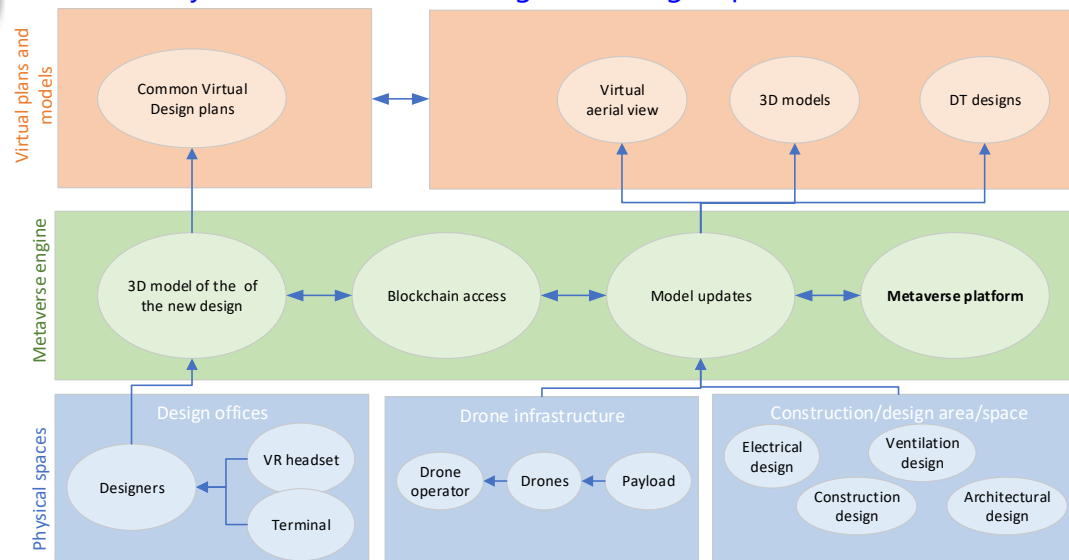 Virtual plans and
models
Common Virtual
Design plans
Virtual
aerial view
3D models
DT designs
Metaverse engine
3D model of the  of
the new design
Blockchain access
Model updates
Metaverse platform
Physical spaces
Design offices
Designers
VR headset
Terminal
Drone infrastructure
Drone
operator
Drones
Payload
Construction/design area/space
Electrical
design
Ventilation
design
Construction
design
Architectural
design